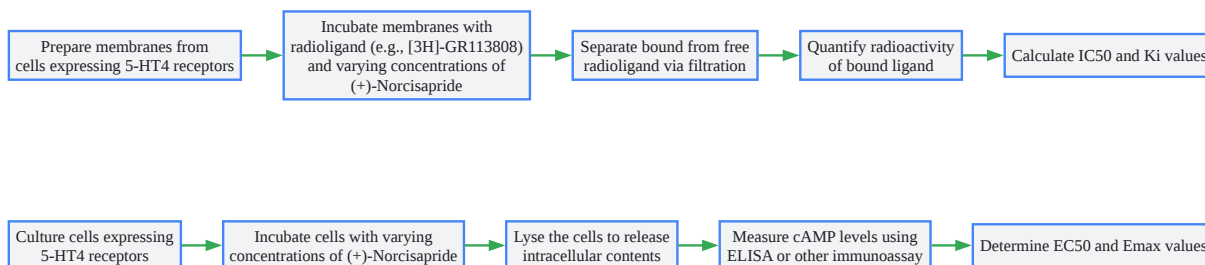 Prepare membranes from
cells expressing 5-HT4 receptors
Incubate membranes with
radioligand (e.g., [3H]-GR113808)
and varying concentrations of
(+)-Norcisapride
Separate bound from free
radioligand via filtration
Quantify radioactivity
of bound ligand
Calculate IC50 and Ki values
Culture cells expressing
5-HT4 receptors
Incubate cells with varying
concentrations of (+)-Norcisapride
Lyse the cells to release
intracellular contents
Measure cAMP levels using
ELISA or other immunoassay
Determine EC50 and Emax values